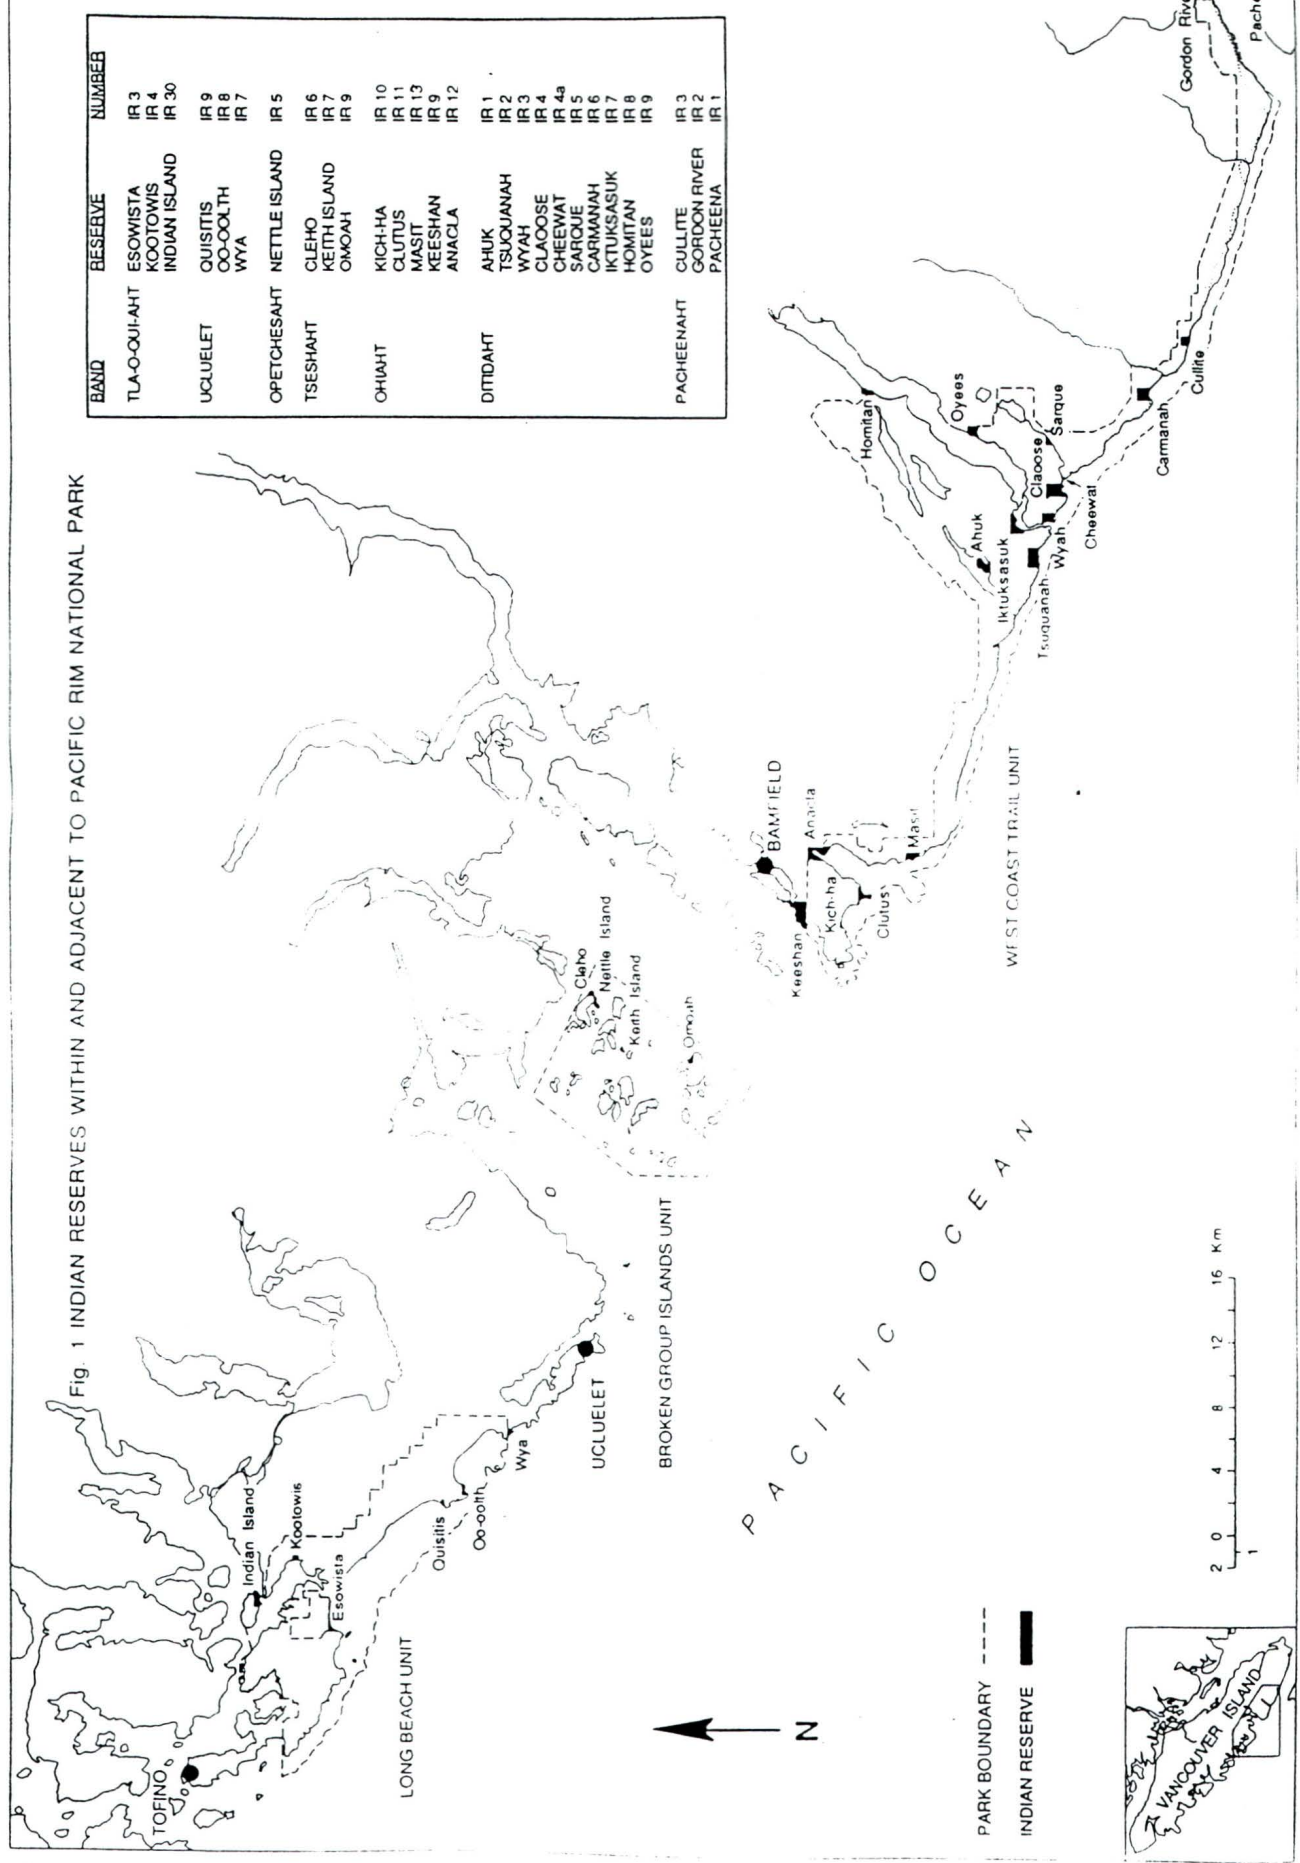 Fig. 1 INDIAN RESERVES WITHIN AND ADJACENT TO PACIFIC RIM NATIONAL PARK
BAND RESERVE NUMBER
TLA-O-QUI-AHT ESOWISTA IR 3
KOOTOWIS IR 4
INDIAN ISLAND IR 30
UCLUELET QUISITIS IR 9
OO-OOLTH IR 8
WYA IR 7
OPETCHESAHT NETTLE ISLAND IR 5
TSESHAHT CLEHO IR 6
KEITH ISLAND IR 7
OMOAH IR 9
OHIAHT KICH-HA IR 10
CLUTUS IR 11
MASIT IR 13
KEESHAN IR 9
ANACLA IR 12
DITIDAHT AHUK IR 1
TSUQUANAH IR 2
WYAH IR 3
CLAOOSE IR 4
CHEEWAT IR 4a
SARQUE IR 5
CARMANAH IR 6
IKTUKSASUK IR 7
HOMITAN IR 8
OYEES IR 9
PACHEENAHT CULLITE IR 3
GORDON RIVER IR 2
PACHEENA IR 1
TOFINO
Indian Island
Kootowis
Esowista
LONG BEACH UNIT
Quisitis
Oo-oolth
Wya
UCLUELET
BROKEN GROUP ISLANDS UNIT
Cleho
Nettle Island
Keith Island
Omoah
BAMFIELD
Keeshan
Anacla
Kich-ha
Clutus
Masit
WEST COAST TRAIL UNIT
Homitan
Oyees
Ahuk
Iktuksasuk
Tsuquanah
Wyah
Claoose
Sarque
Cheewat
Carmanah
Cullite
Gordon Rive
Pache
PACIFIC OCEAN
N
PARK BOUNDARY
INDIAN RESERVE
2 0 4 8 12 16 Km
VANCOUVER ISLAND
1